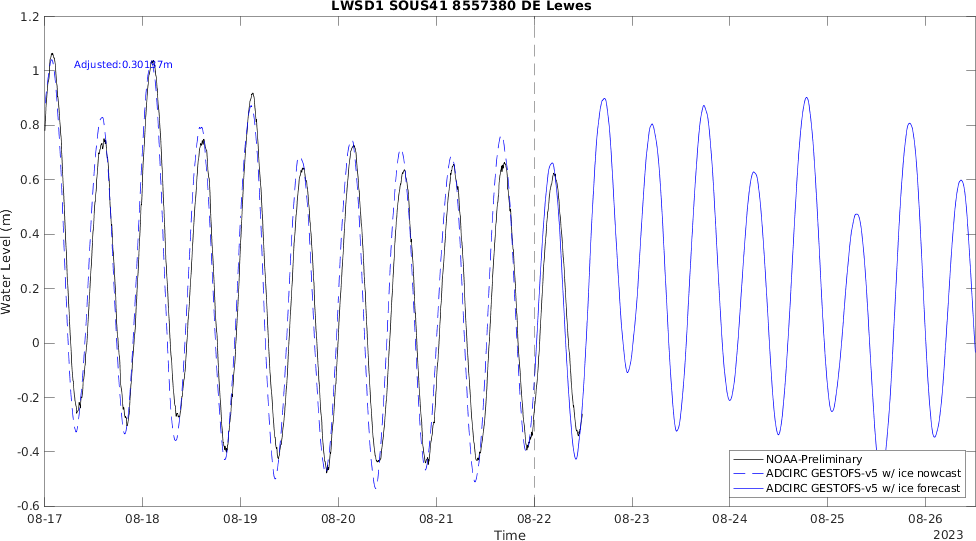 LWSD1 SOUS41 8557380 DE Lewes
1.2
1
0.8
0.6
0.4
0.2
0
-0.2
-0.4
-0.6
Water Level (m)
NOAA-Preliminary
ADCIRC GESTOFS-v5 w/ ice nowcast
ADCIRC GESTOFS-v5 w/ ice forecast
08-17 08-18 08-19 08-20 08-21 08-22 08-23 08-24 08-25 08-26
Time
2023